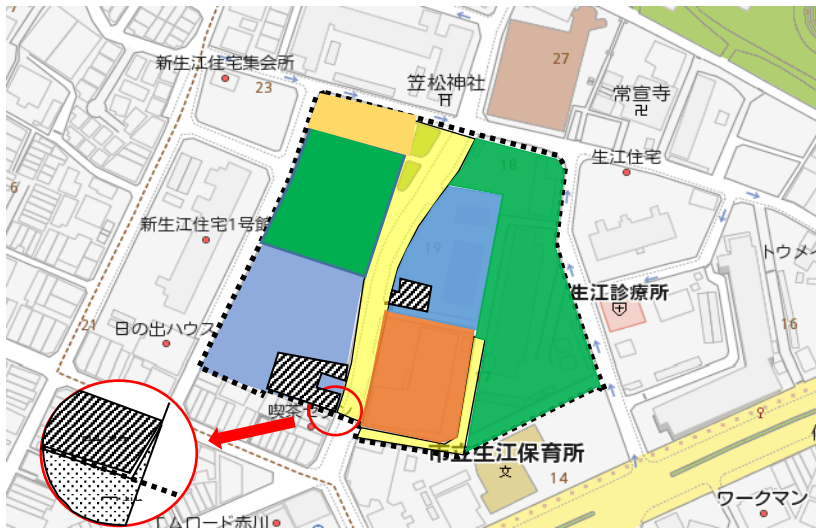 新生江住宅集会所
23
笠松神社
27
常宣寺
18
生江住宅
6
新生江住宅1号館
19
トウメイ
生江診療所
21
日の出ハウス
16
市立生江保育所
14
ワークマン
エムロード赤川